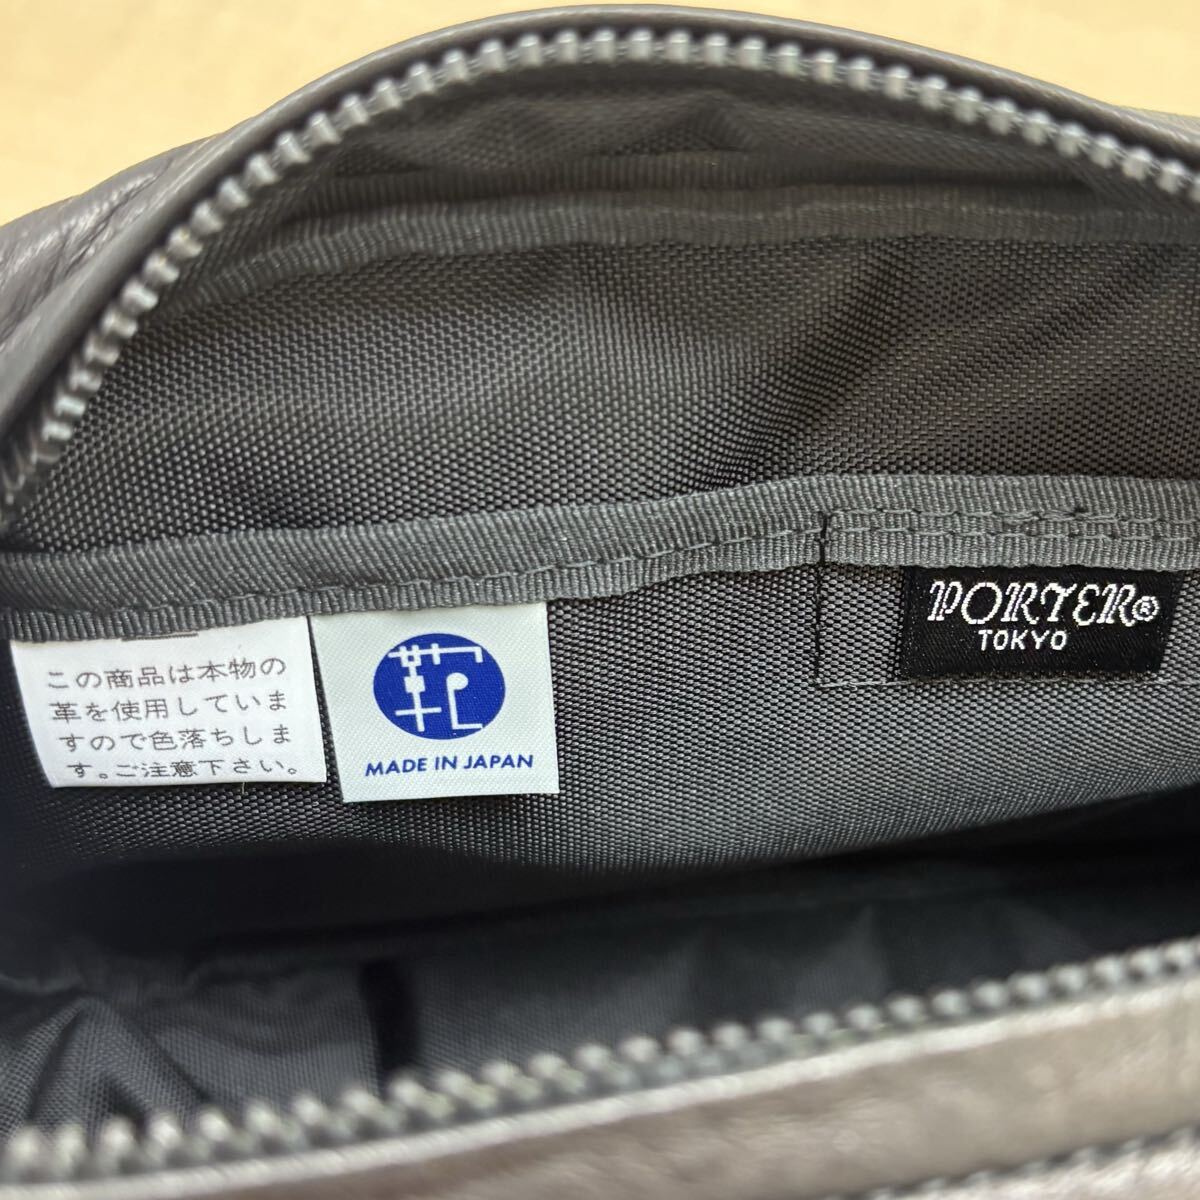 この商品は本物の
革を使用していま
すので色落ちしま
す。ご注意下さい。
鞄
MADE IN JAPAN
PORTER®
TOKYO